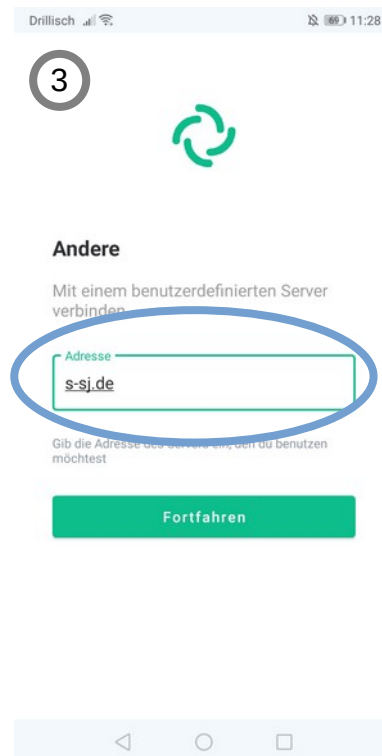 Drillisch 69 11:28
3
Andere
Mit einem benutzerdefinierten Server
verbinden
Adresse
s-sj.de
Gib die Adresse des Servers ein, den du benutzen
möchtest
Fortfahren